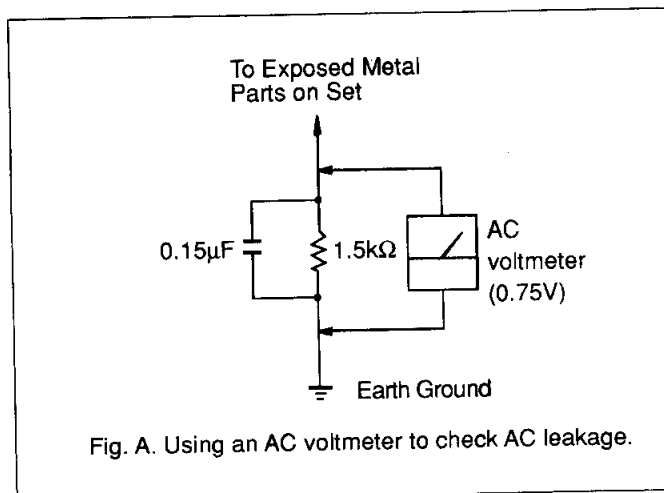 To Exposed Metal
Parts on Set
0.15µF
1.5kΩ
AC
voltmeter
(0.75V)
Earth Ground
Fig. A. Using an AC voltmeter to check AC leakage.